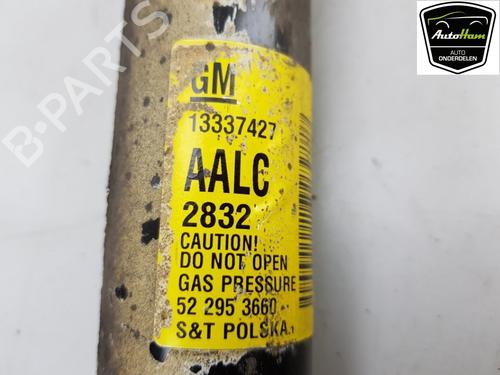 AutoHam
AUTO
ONDERDELEN
B-PARTS
GM
13337427
AALC
2832
CAUTION!
DO NOT OPEN
GAS PRESSURE
52 295 3660
S&T POLSKA